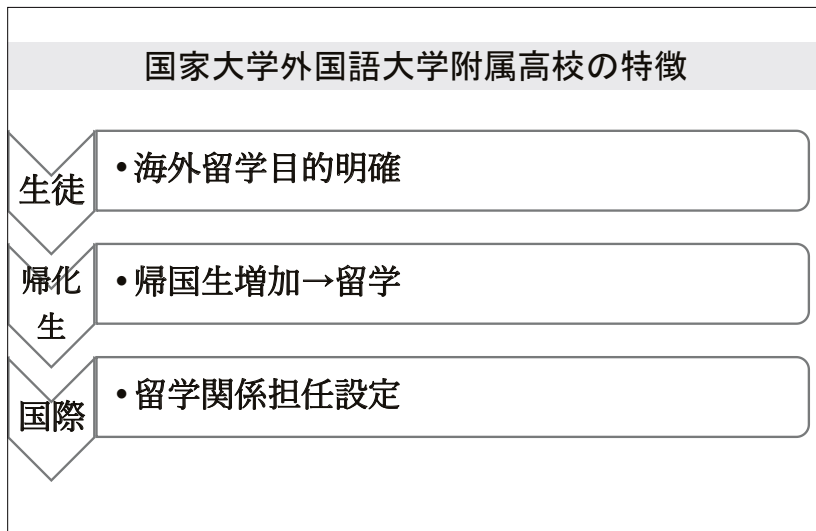 国家大学外国語大学附属高校の特徴
生徒
•海外留学目的明確
帰化
生
•帰国生増加→留学
国際
•留学関係担任設定